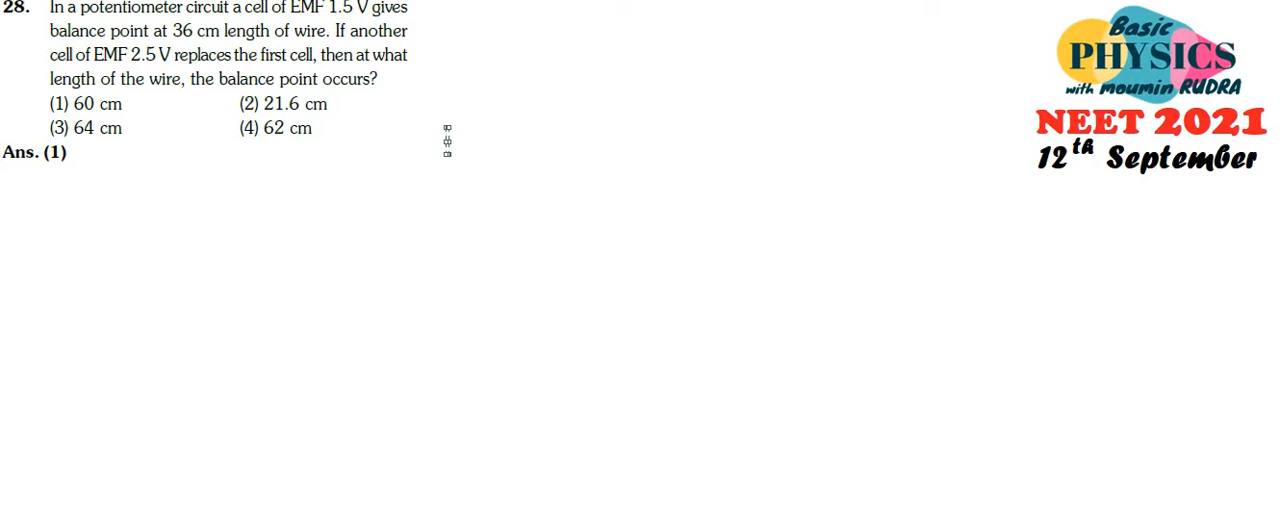 28. In a potentiometer circuit a cell of EMF 1.5 V gives
balance point at 36 cm length of wire. If another
cell of EMF 2.5 V replaces the first cell, then at what
length of the wire, the balance point occurs?
(1) 60 cm (2) 21.6 cm
(3) 64 cm (4) 62 cm
Ans. (1)
Basic
PHYSICS
with moumin RUDRA
NEET 2021
12th September